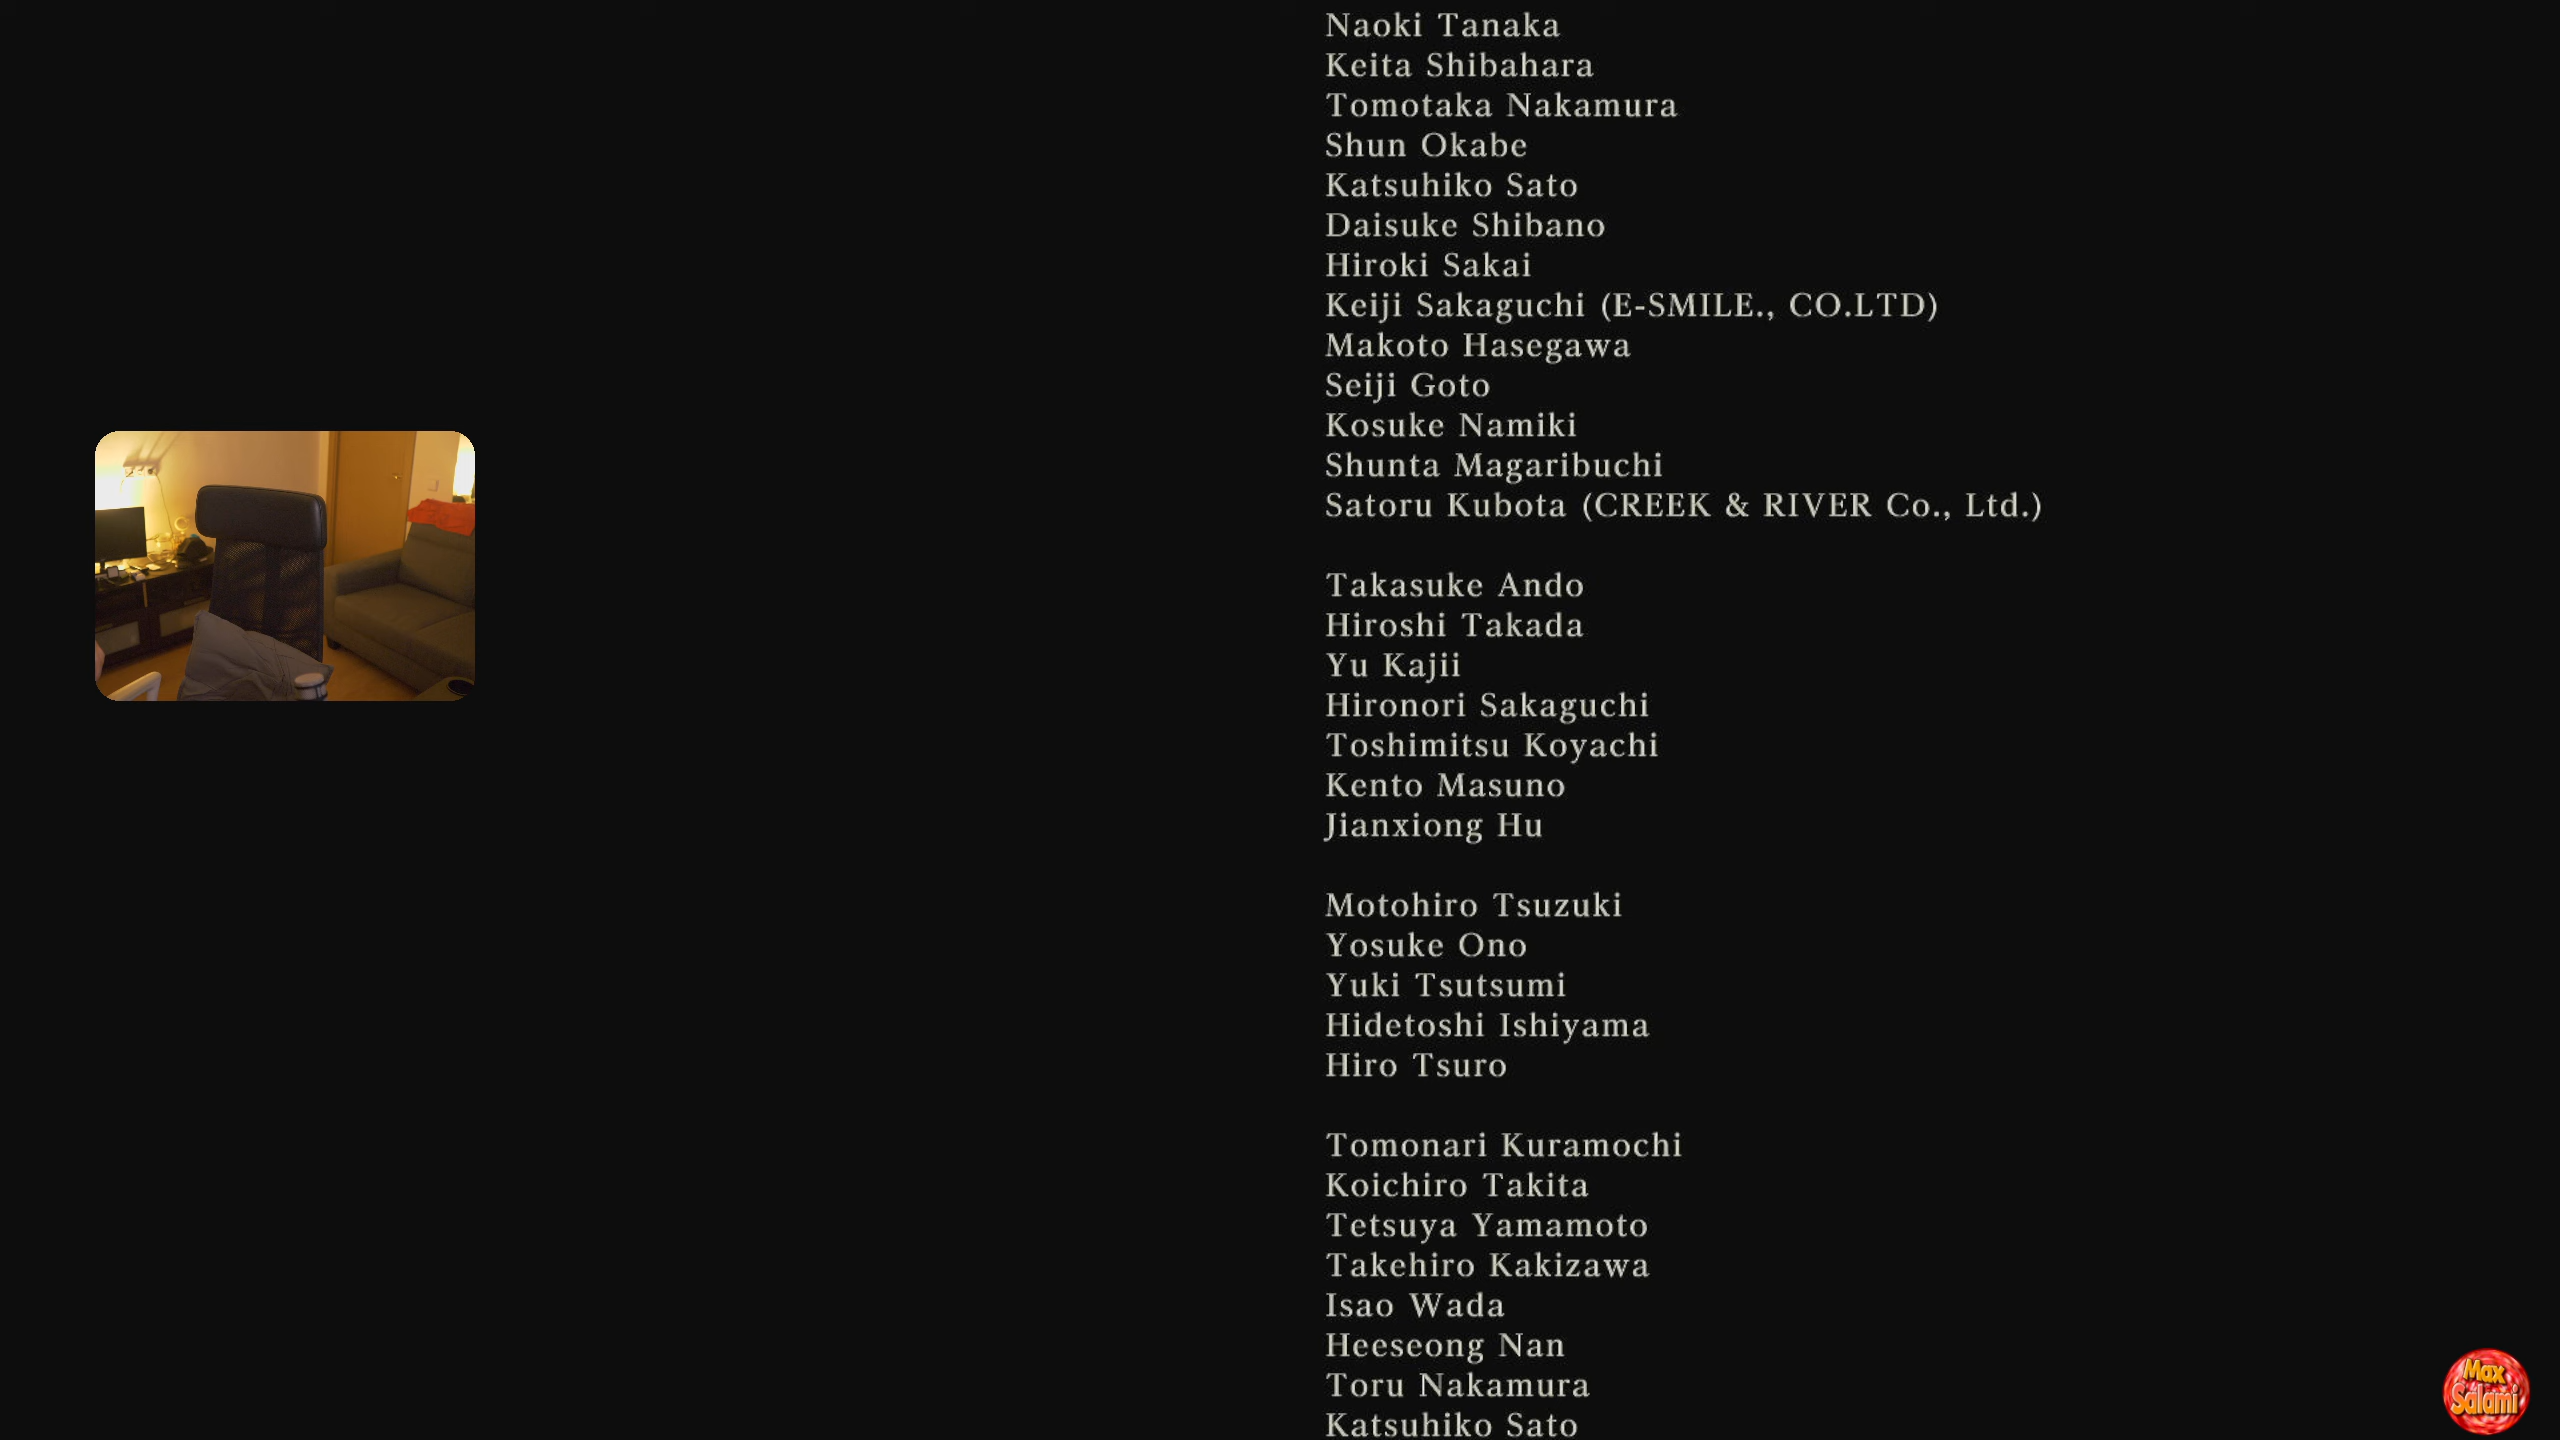 Naoki Tanaka
Keita Shibahara
Tomotaka Nakamura
Shun Okabe
Katsuhiko Sato
Daisuke Shibano
Hiroki Sakai
Keiji Sakaguchi (E-SMILE., CO.LTD)
Makoto Hasegawa
Seiji Goto
Kosuke Namiki
Shunta Magaribuchi
Satoru Kubota (CREEK & RIVER Co., Ltd.)
Takasuke Ando
Hiroshi Takada
Yu Kajii
Hironori Sakaguchi
Toshimitsu Koyachi
Kento Masuno
Jianxiong Hu
Motohiro Tsuzuki
Yosuke Ono
Yuki Tsutsumi
Hidetoshi Ishiyama
Hiro Tsuro
Tomonari Kuramochi
Koichiro Takita
Tetsuya Yamamoto
Takehiro Kakizawa
Isao Wada
Heeseong Nan
Toru Nakamura
Katsuhiko Sato
Max
Salami